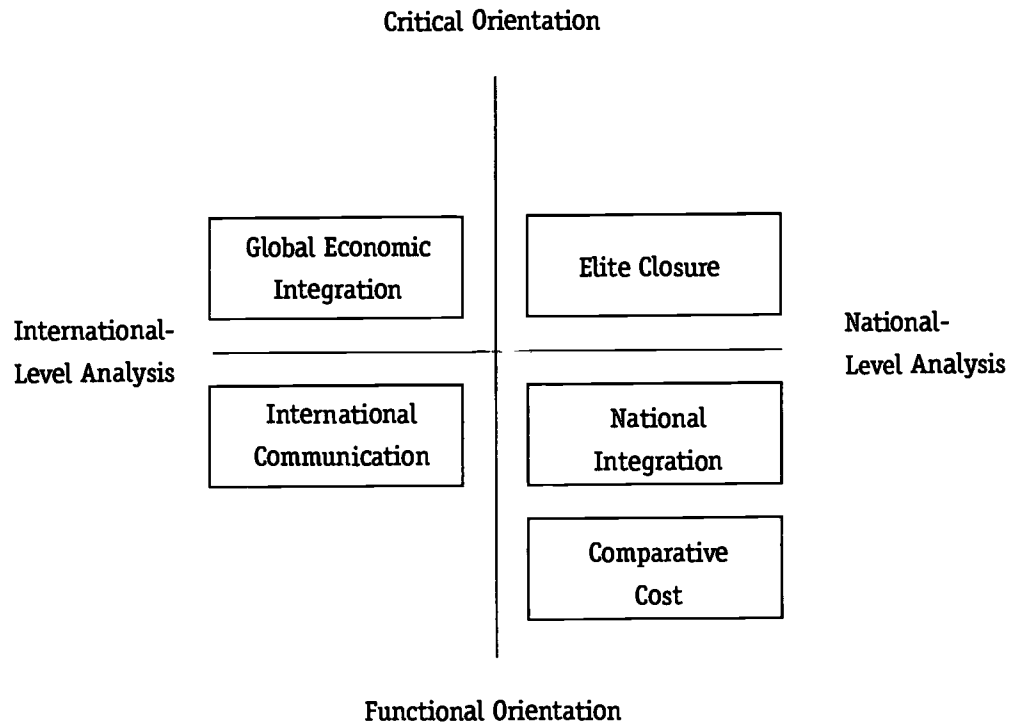 Critical Orientation
Global Economic
Integration
Elite Closure
International-
Level Analysis
National-
Level Analysis
International
Communication
National
Integration
Comparative
Cost
Functional Orientation